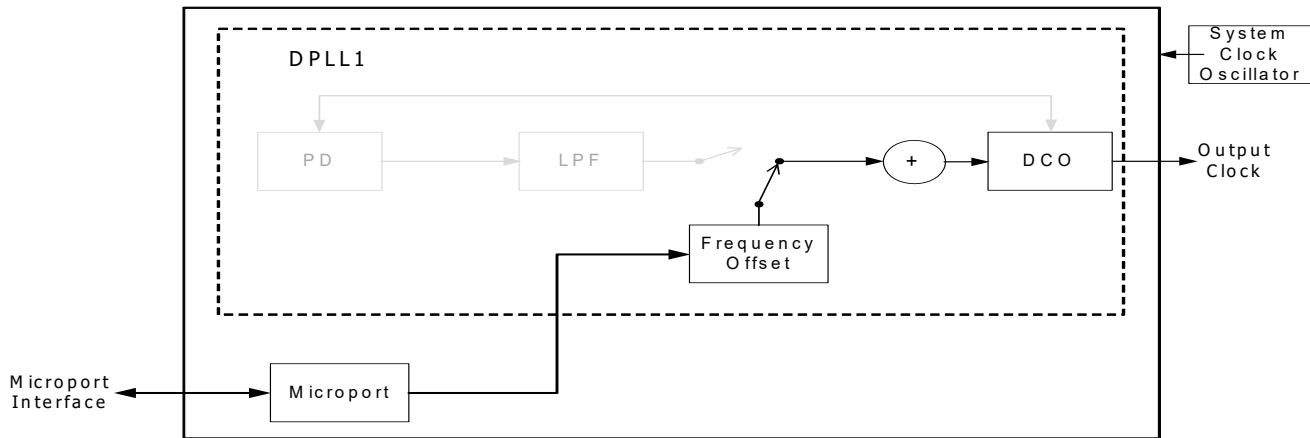 System
Clock
Oscillator
DPLL1
PD
LPF
+
DCO
Output
Clock
Frequency
Offset
Microport
Interface
Microport